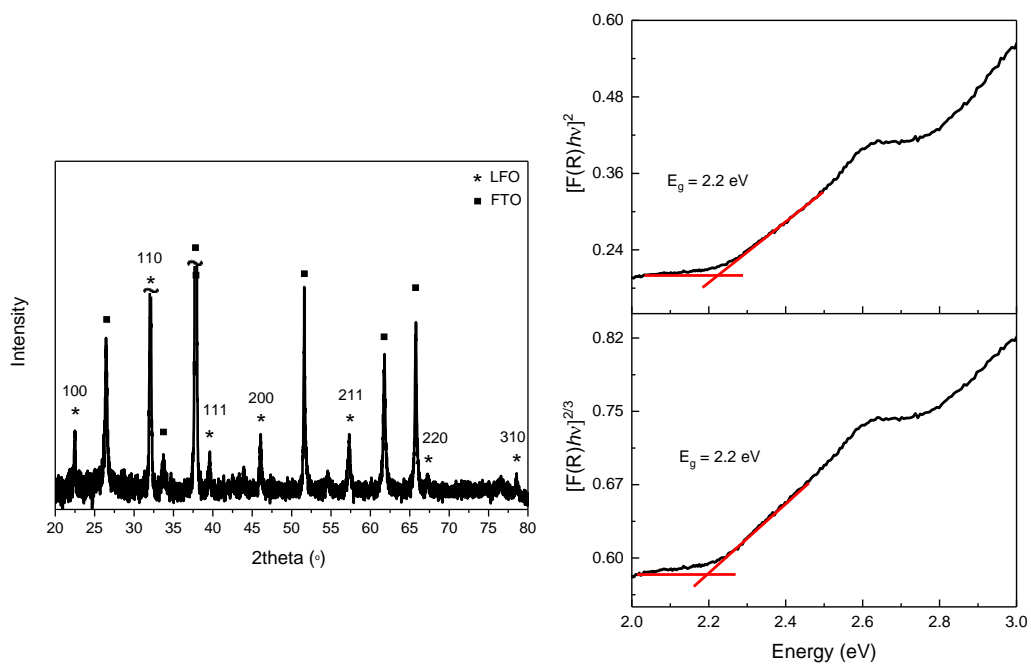 * LFO
■ FTO
110
100
111
200
211
220
310
Intensity
20 25 30 35 40 45 50 55 60 65 70 75 80
2theta (°)
0.60
0.48
0.36
0.24
[F(R)hν]²
E_g = 2.2 eV
0.82
0.75
0.67
0.60
[F(R)hν]^{2/3}
E_g = 2.2 eV
2.0 2.2 2.4 2.6 2.8 3.0
Energy (eV)